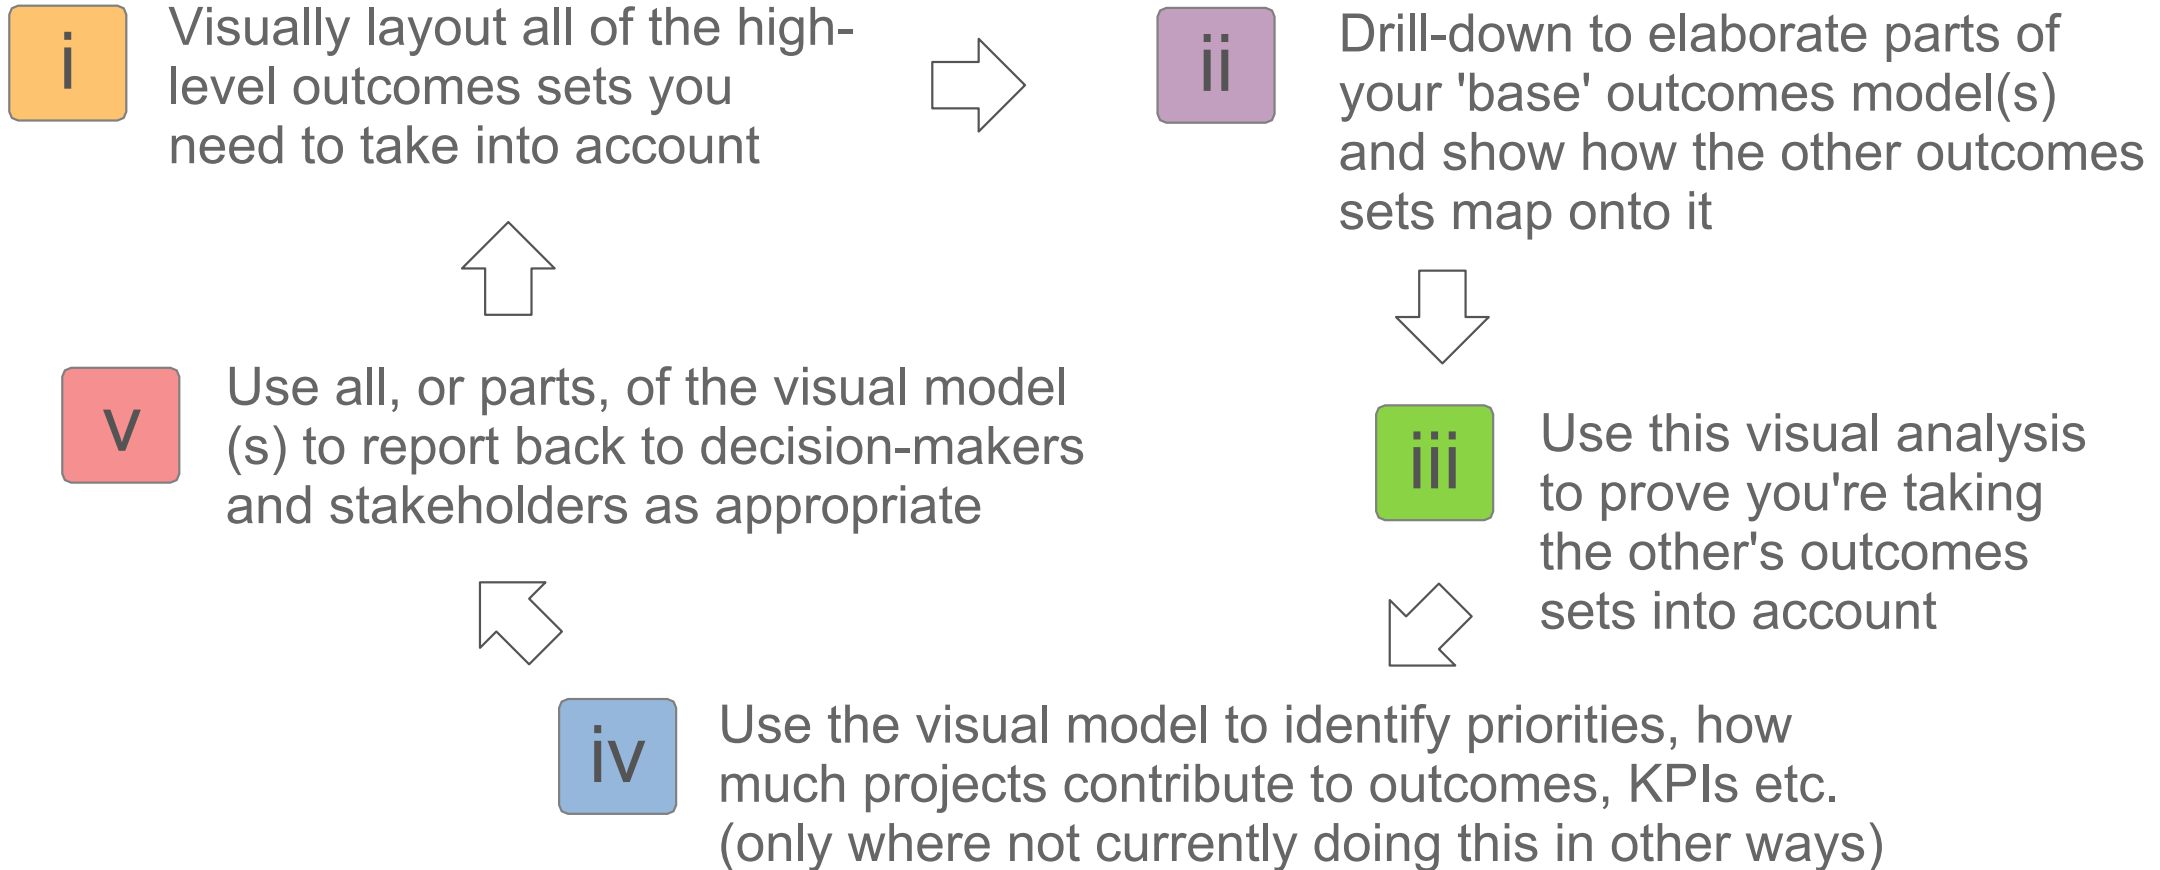 i
Visually layout all of the high-
level outcomes sets you
need to take into account
ii
Drill-down to elaborate parts of
your 'base' outcomes model(s)
and show how the other outcomes
sets map onto it
iii
Use this visual analysis
to prove you're taking
the other's outcomes
sets into account
iv
Use the visual model to identify priorities, how
much projects contribute to outcomes, KPIs etc.
(only where not currently doing this in other ways)
v
Use all, or parts, of the visual model
(s) to report back to decision-makers
and stakeholders as appropriate